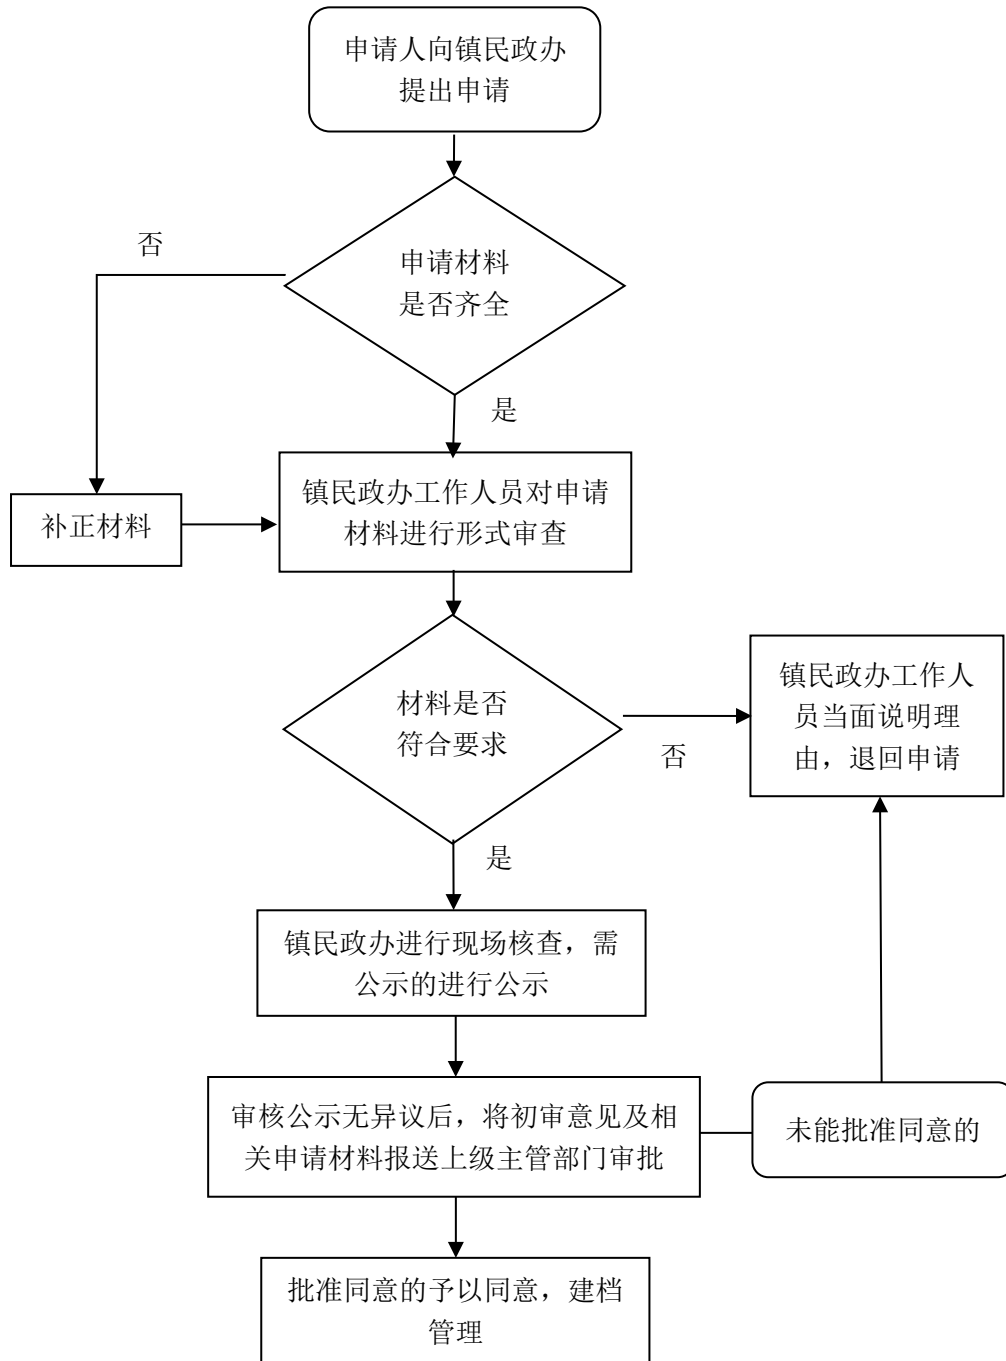 申请人向镇民政办
提出申请
否
申请材料
是否齐全
是
镇民政办工作人员对申请
材料进行形式审查
补正材料
材料是否
符合要求
否
镇民政办工作人员
当面说明理
由，退回申请
是
镇民政办进行现场核查，需
公示的进行公示
审核公示无异议后，将初审意见及相
关申请材料报送上级主管部门审批
未能批准同意的
批准同意的予以同意，建档
管理